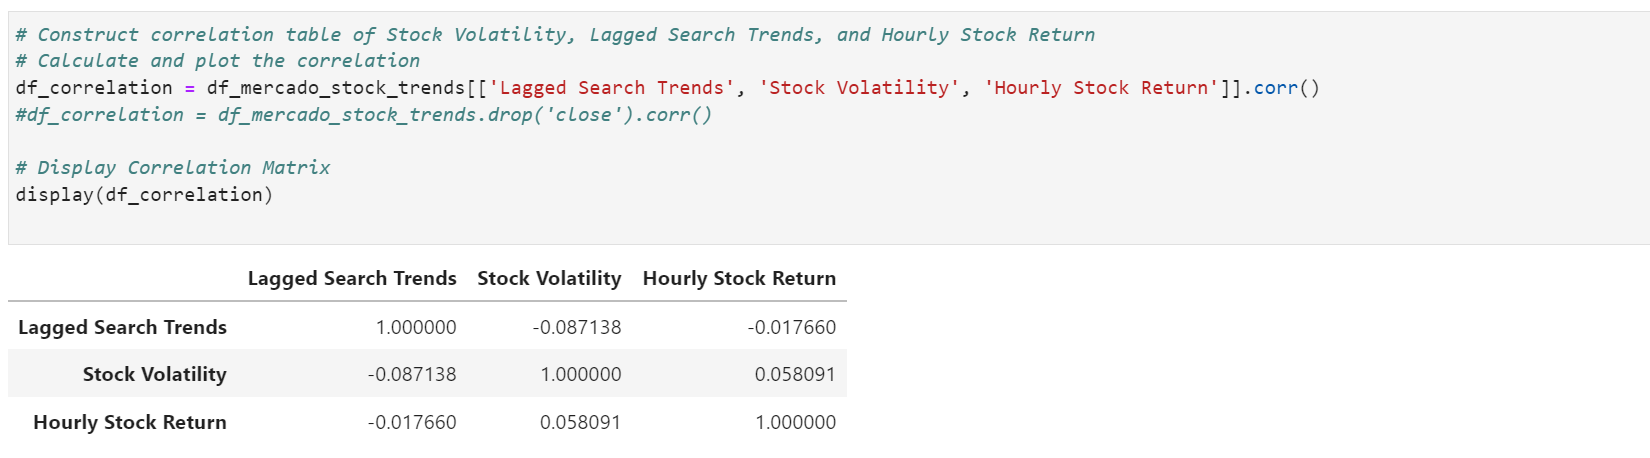 # Construct correlation table of Stock Volatility, Lagged Search Trends, and Hourly Stock Return
# Calculate and plot the correlation
df_correlation = df_mercado_stock_trends[['Lagged Search Trends', 'Stock Volatility', 'Hourly Stock Return']].corr()
#df_correlation = df_mercado_stock_trends.drop('close').corr()
# Display Correlation Matrix
display(df_correlation)
Lagged Search Trends Stock Volatility Hourly Stock Return
Lagged Search Trends 1.000000 -0.087138 -0.017660
Stock Volatility -0.087138 1.000000 0.058091
Hourly Stock Return -0.017660 0.058091 1.000000